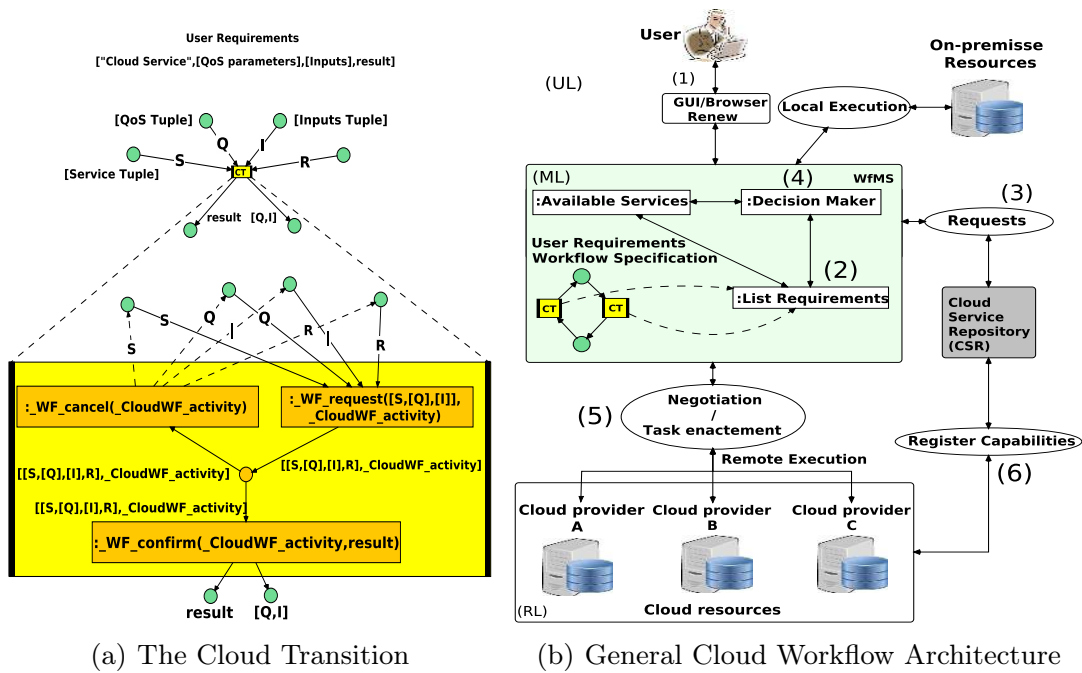 User Requirements
["Cloud Service",[QoS parameters],[Inputs],result]
[QoS Tuple]
[Inputs Tuple]
Q
I
S
R
CT
[Service Tuple]
result [Q,I]
S
Q
Q
R
I
I
S
R
:_WF_cancel(_CloudWF_activity)
:_WF_request([S,[Q],[I]],
_CloudWF_activity)
[[S,[Q],[I],R],_CloudWF_activity]
[[S,[Q],[I],R],_CloudWF_activity]
[[S,[Q],[I],R],_CloudWF_activity]
:_WF_confirm(_CloudWF_activity,result)
result
[Q,I]
(a) The Cloud Transition
User
(UL)
(1)
GUI/Browser
Renew
Local Execution
On-premisse
Resources
(ML)
(4)
WfMS
:Available Services
:Decision Maker
User Requirements
Workflow Specification
(2)
CT
CT
:List Requirements
(3)
Requests
Cloud
Service
Repository
(CSR)
(5)
Negotiation
/
Task enactement
Register Capabilities
(6)
Remote Execution
Cloud provider
A
Cloud provider
B
Cloud provider
C
(RL)
Cloud resources
(b) General Cloud Workflow Architecture